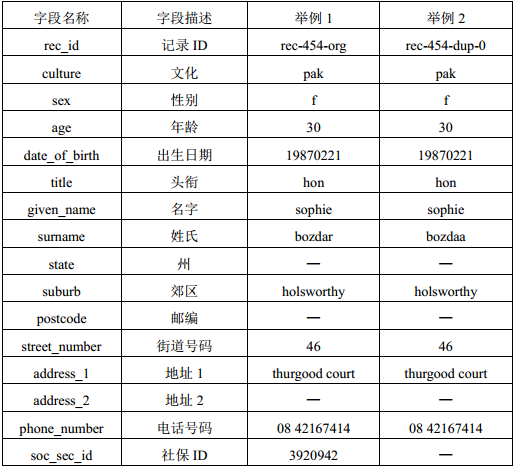 字段名称 字段描述 举例 1 举例 2
rec_id 记录 ID rec-454-org rec-454-dup-0
culture 文化 pak pak
sex 性别 f f
age 年龄 30 30
date_of_birth 出生日期 19870221 19870221
title 头衔 hon hon
given_name 名字 sophie sophie
surname 姓氏 bozdar bozdaa
state 州 — —
suburb 郊区 holsworthy holsworthy
postcode 邮编 — —
street_number 街道号码 46 46
address_1 地址 1 thurgood court thurgood court
address_2 地址 2 — —
phone_number 电话号码 08 42167414 08 42167414
soc_sec_id 社保 ID 3920942 —